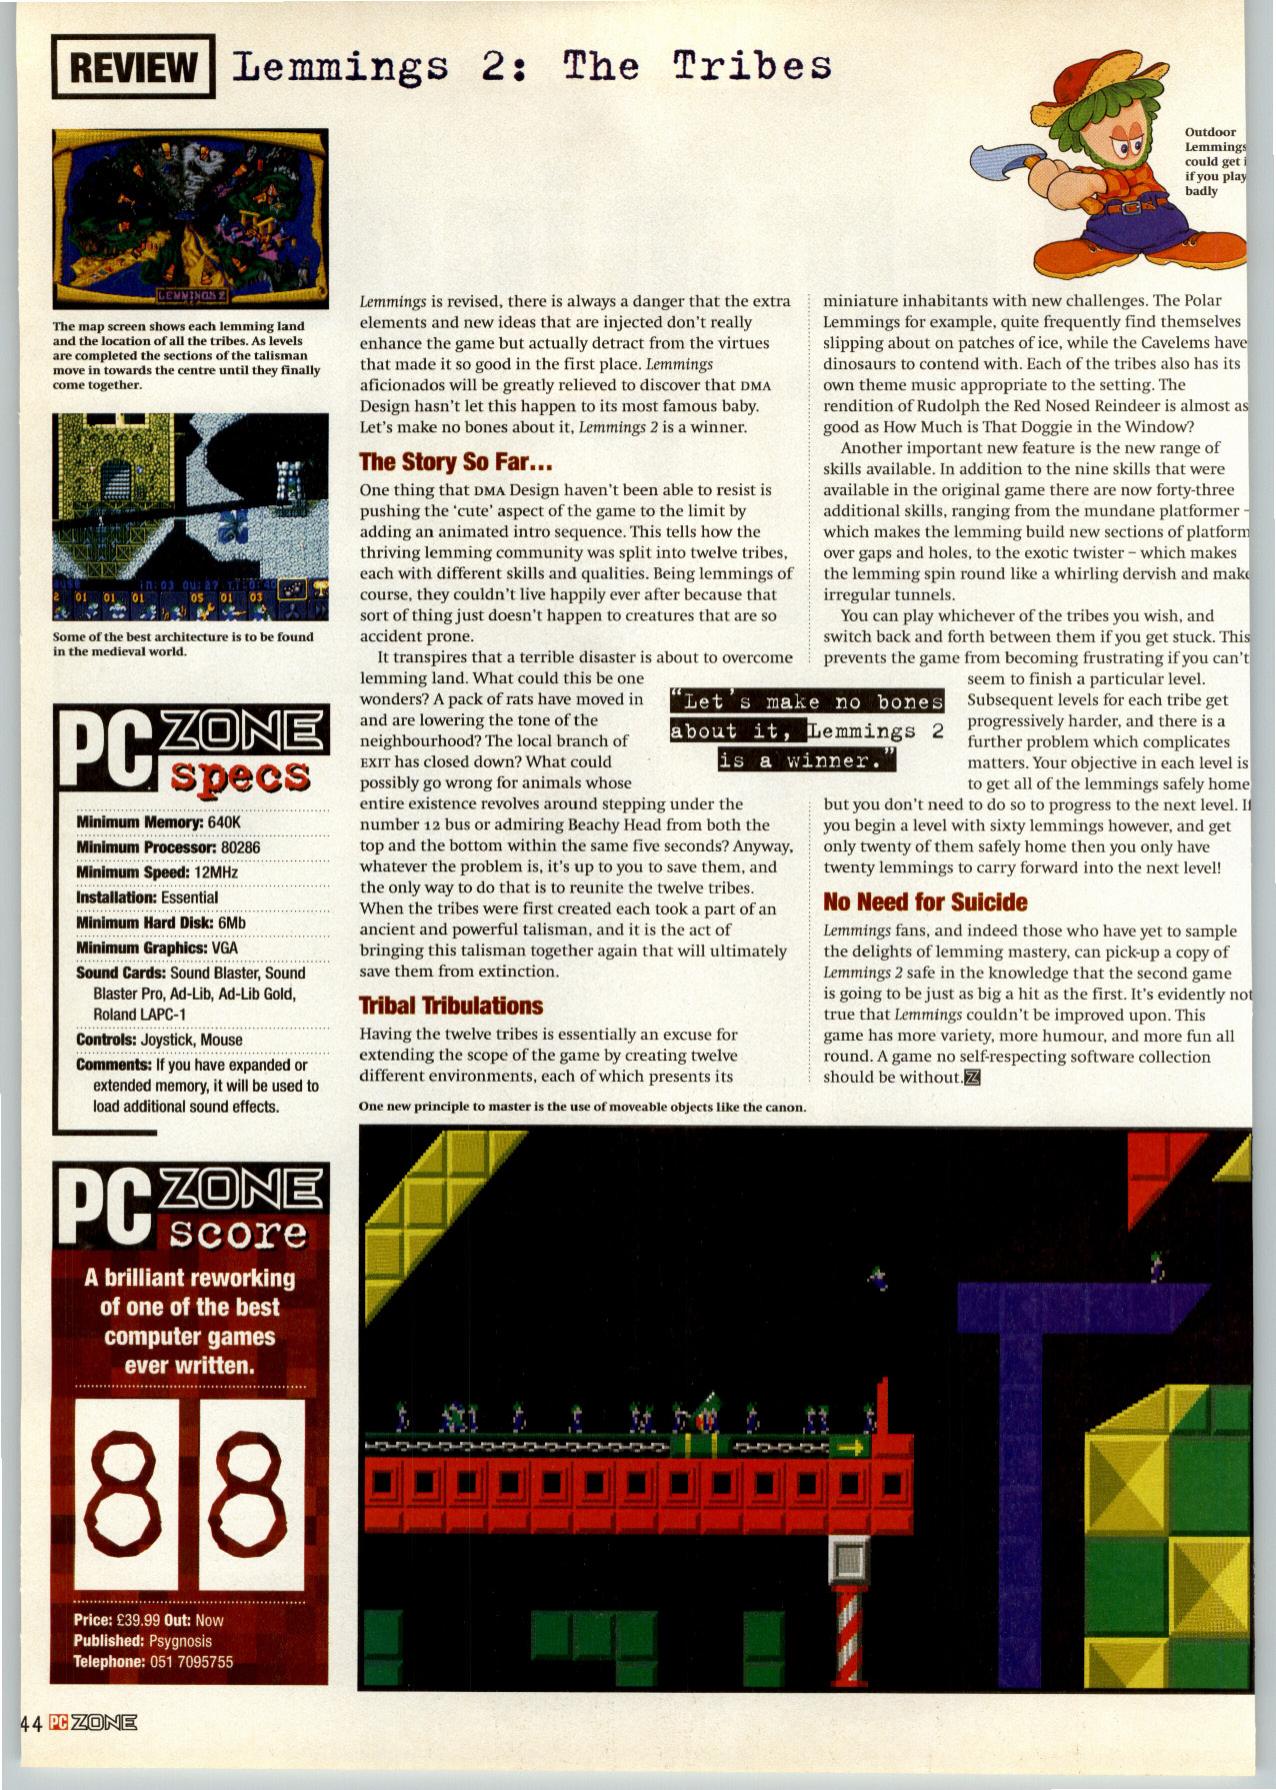 REVIEW Lemmings 2: The Tribes
Outdoor
Lemmings
could get
if you play
badly
LEMMINGS 2
The map screen shows each lemming land
and the location of all the tribes. As levels
are completed the sections of the talisman
move in towards the centre until they finally
come together.
Some of the best architecture is to be found
in the medieval world.
PC ZONE
specs
Minimum Memory: 640K
Minimum Processor: 80286
Minimum Speed: 12MHz
Installation: Essential
Minimum Hard Disk: 6Mb
Minimum Graphics: VGA
Sound Cards: Sound Blaster, Sound
Blaster Pro, Ad-Lib, Ad-Lib Gold,
Roland LAPC-1
Controls: Joystick, Mouse
Comments: If you have expanded or
extended memory, it will be used to
load additional sound effects.
PC ZONE
score
A brilliant reworking
of one of the best
computer games
ever written.
88
Price: £39.99 Out: Now
Published: Psygnosis
Telephone: 051 7095755
Lemmings is revised, there is always a danger that the extra
elements and new ideas that are injected don't really
enhance the game but actually detract from the virtues
that made it so good in the first place. Lemmings
aficionados will be greatly relieved to discover that DMA
Design hasn't let this happen to its most famous baby.
Let's make no bones about it, Lemmings 2 is a winner.
The Story So Far...
One thing that DMA Design haven't been able to resist is
pushing the 'cute' aspect of the game to the limit by
adding an animated intro sequence. This tells how the
thriving lemming community was split into twelve tribes,
each with different skills and qualities. Being lemmings of
course, they couldn't live happily ever after because that
sort of thing just doesn't happen to creatures that are so
accident prone.
It transpires that a terrible disaster is about to overcome
lemming land. What could this be one
wonders? A pack of rats have moved in
and are lowering the tone of the
neighbourhood? The local branch of
EXIT has closed down? What could
possibly go wrong for animals whose
entire existence revolves around stepping under the
number 12 bus or admiring Beachy Head from both the
top and the bottom within the same five seconds? Anyway,
whatever the problem is, it's up to you to save them, and
the only way to do that is to reunite the twelve tribes.
When the tribes were first created each took a part of an
ancient and powerful talisman, and it is the act of
bringing this talisman together again that will ultimately
save them from extinction.
Tribal Tribulations
Having the twelve tribes is essentially an excuse for
extending the scope of the game by creating twelve
different environments, each of which presents its
"Let's make no bones
about it, Lemmings 2
is a winner."
miniature inhabitants with new challenges. The Polar
Lemmings for example, quite frequently find themselves
slipping about on patches of ice, while the Cavelems have
dinosaurs to contend with. Each of the tribes also has its
own theme music appropriate to the setting. The
rendition of Rudolph the Red Nosed Reindeer is almost as
good as How Much is That Doggie in the Window?
Another important new feature is the new range of
skills available. In addition to the nine skills that were
available in the original game there are now forty-three
additional skills, ranging from the mundane platformer –
which makes the lemming build new sections of platform
over gaps and holes, to the exotic twister – which makes
the lemming spin round like a whirling dervish and make
irregular tunnels.
You can play whichever of the tribes you wish, and
switch back and forth between them if you get stuck. This
prevents the game from becoming frustrating if you can't
seem to finish a particular level.
Subsequent levels for each tribe get
progressively harder, and there is a
further problem which complicates
matters. Your objective in each level is
to get all of the lemmings safely home
but you don't need to do so to progress to the next level. If
you begin a level with sixty lemmings however, and get
only twenty of them safely home then you only have
twenty lemmings to carry forward into the next level!
No Need for Suicide
Lemmings fans, and indeed those who have yet to sample
the delights of lemming mastery, can pick-up a copy of
Lemmings 2 safe in the knowledge that the second game
is going to be just as big a hit as the first. It's evidently not
true that Lemmings couldn't be improved upon. This
game has more variety, more humour, and more fun all
round. A game no self-respecting software collection
should be without. Z
One new principle to master is the use of moveable objects like the canon.
44 PC ZONE